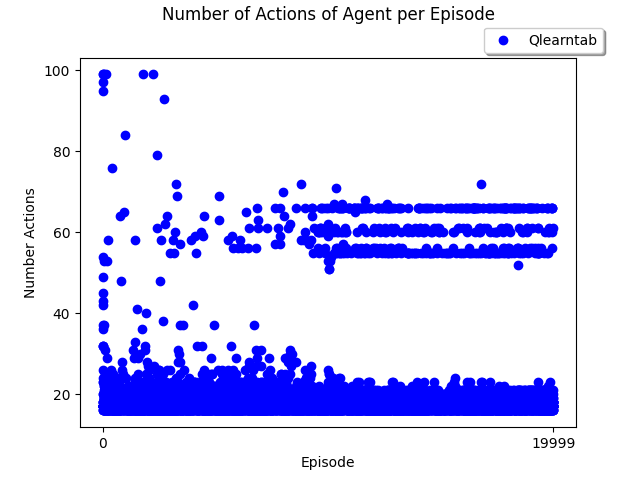 Number of Actions of Agent per Episode
Qlearntab
100
80
60
40
20
Number Actions
0
19999
Episode